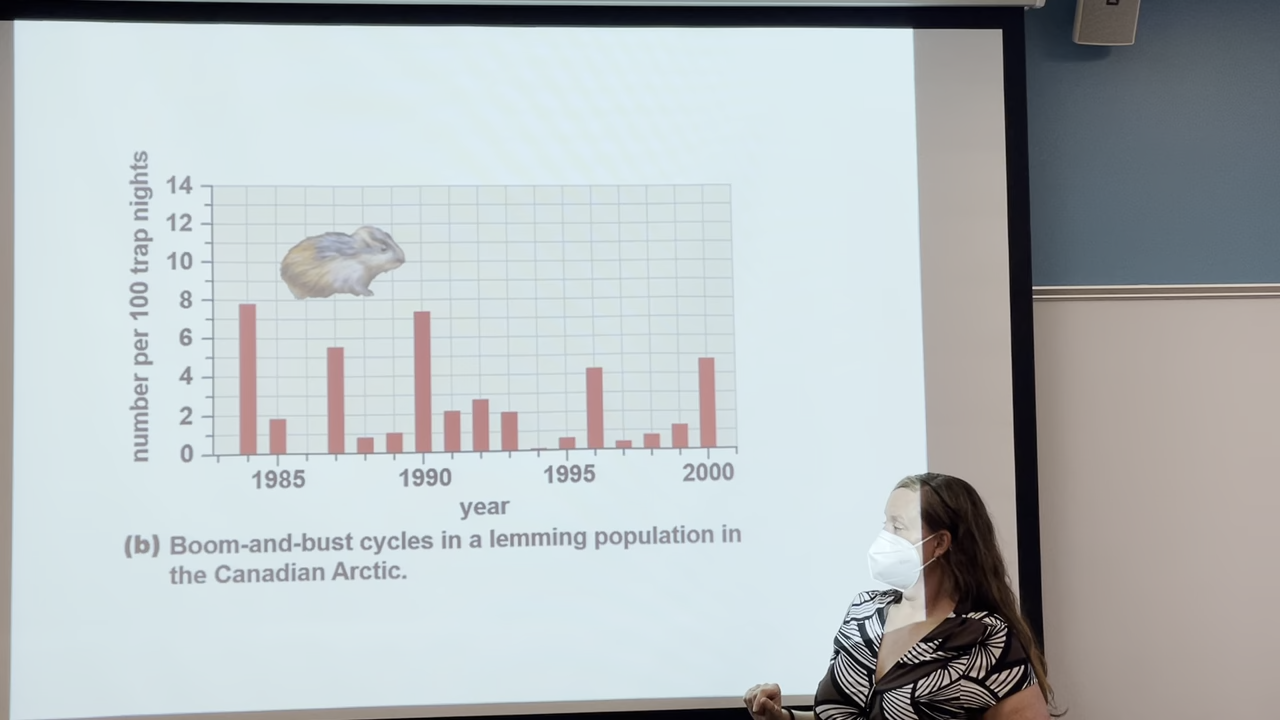 number per 100 trap nights
14
12
10
8
6
4
2
0
1985 1990 1995 2000
year
(b) Boom-and-bust cycles in a lemming population in
the Canadian Arctic.